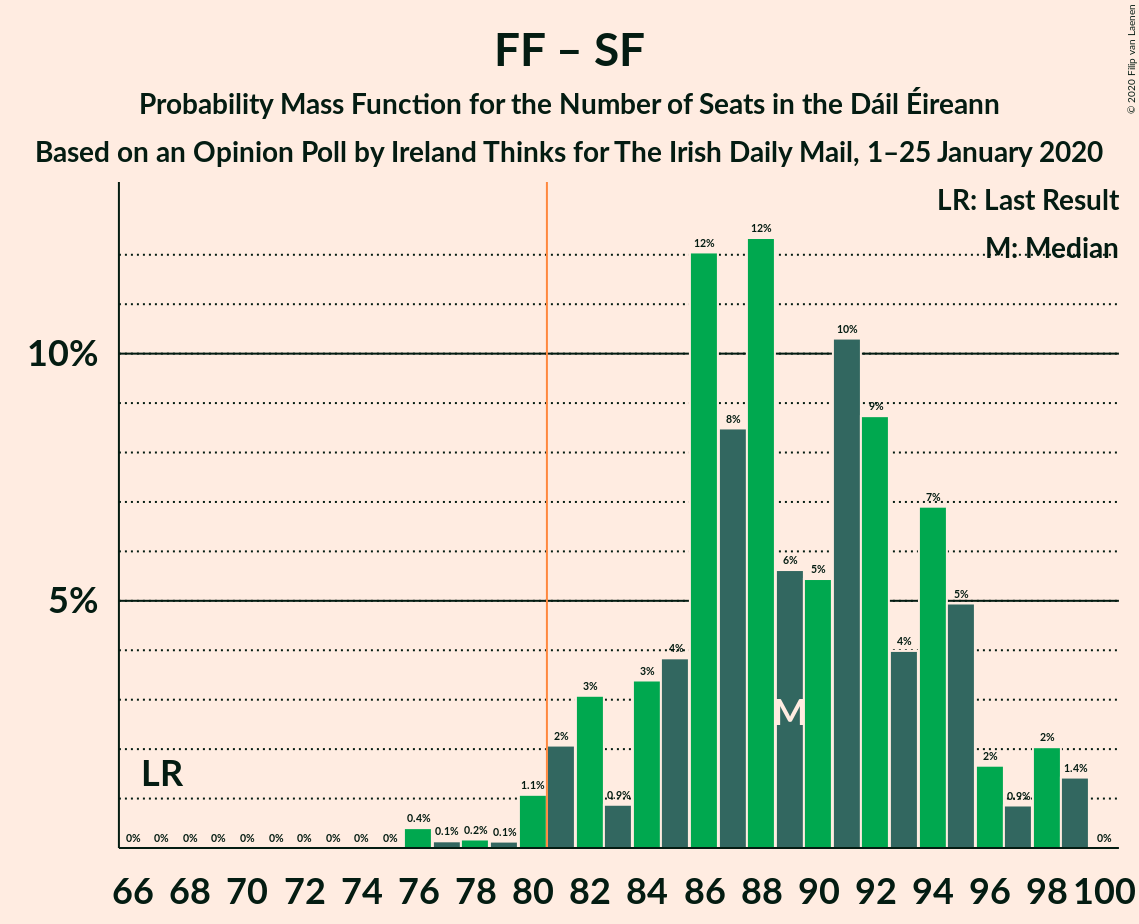 FF – SF
Probability Mass Function for the Number of Seats in the Dáil Éireann
Based on an Opinion Poll by Ireland Thinks for The Irish Daily Mail, 1–25 January 2020
© 2020 Filip van Laenen
LR: Last Result
M: Median
10%
5%
0% 0% 0% 0% 0% 0% 0% 0% 0% 0% 0.4% 0.1% 0.2% 0.1% 1.1% 2% 3% 0.9% 3% 4% 12% 8% 12% 6% 5% 10% 9% 4% 7% 5% 2% 0.9% 2% 1.4% 0%
LR
M
66 68 70 72 74 76 78 80 82 84 86 88 90 92 94 96 98 100